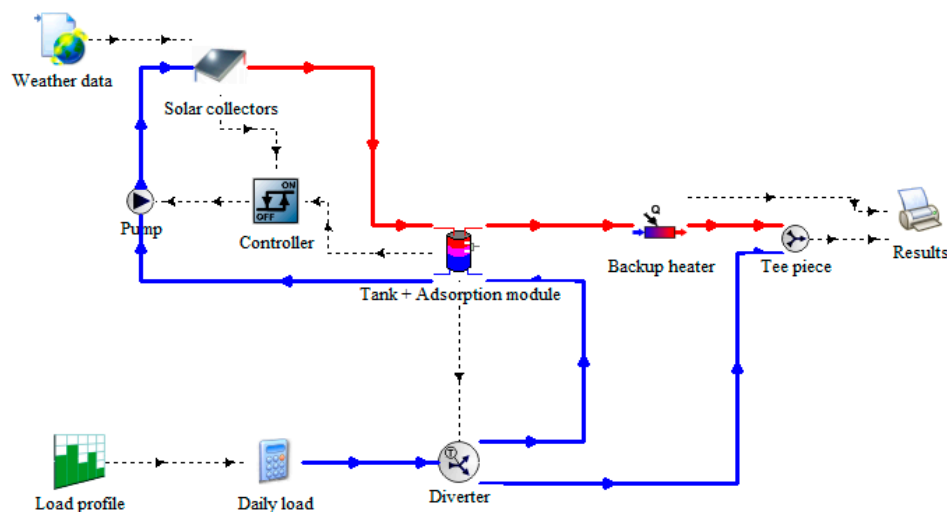 Weather data
Solar collectors
ON
OFF
Pump
Controller
Q
Backup heater
Tee piece
Results
Tank + Adsorption module
T
Load profile
Daily load
Diverter